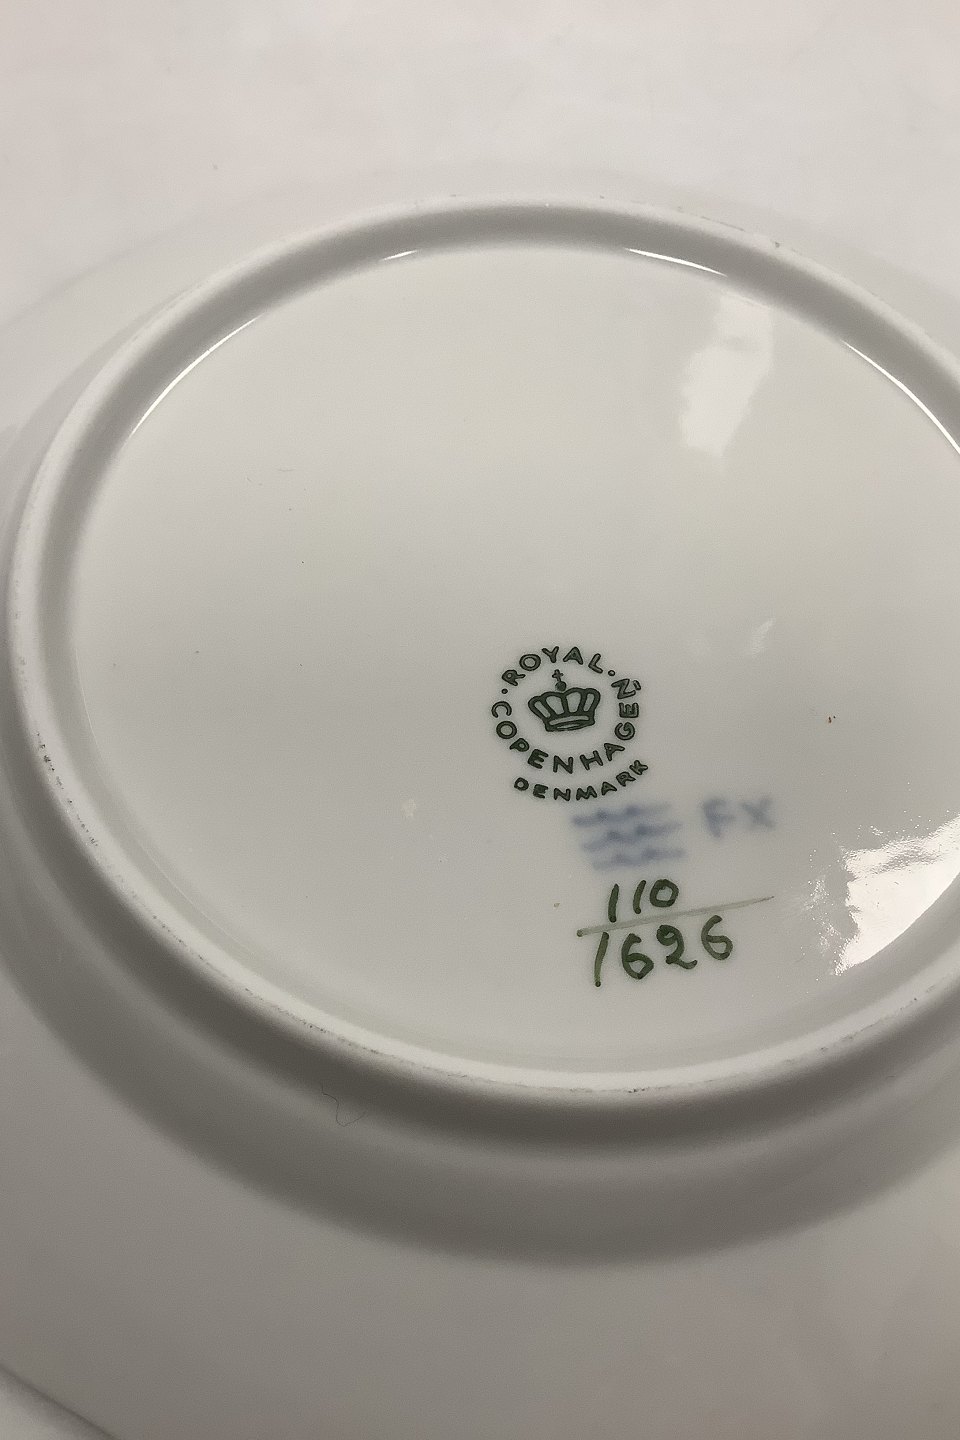 ROYAL
COPENHAGEN
DENMARK
FX
110
1626